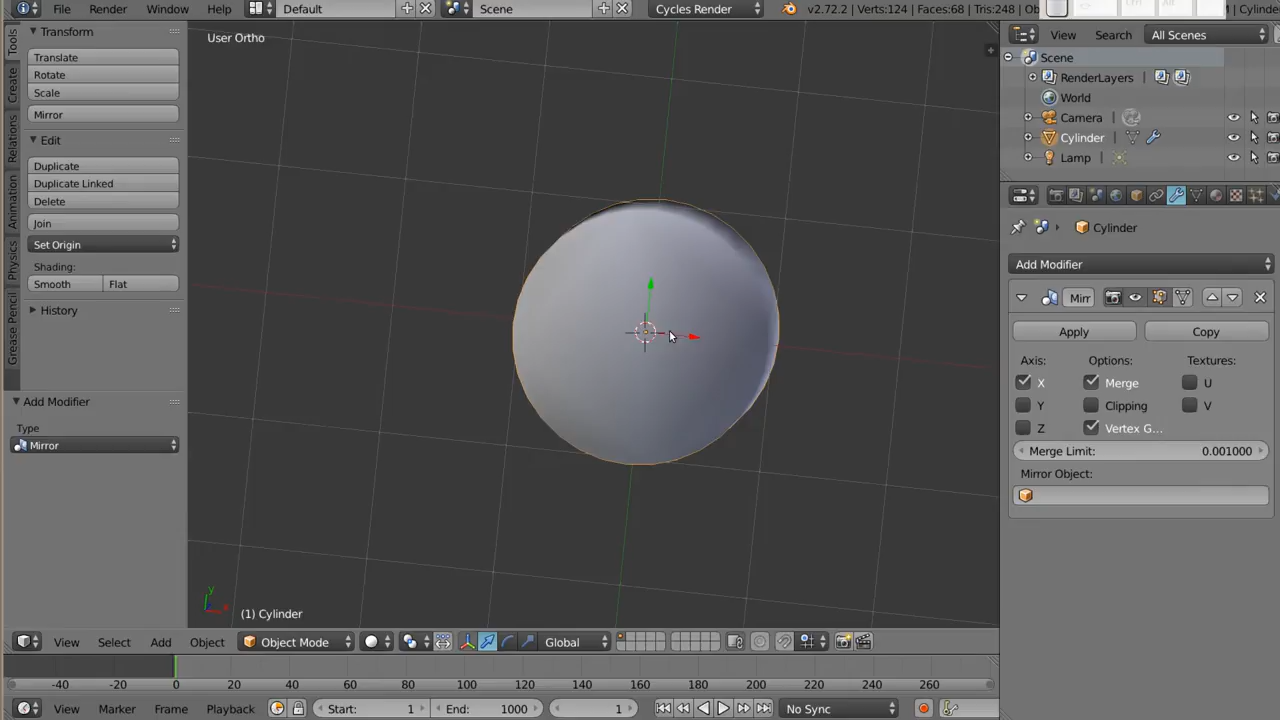 File Render Window Help Default Scene Cycles Render v2.72.2 | Verts:124 | Faces:68 | Tris:248 | Ob
Ctrl Alt
Cylinder
Tools
Create
Relations
Animation
Physics
Grease Pencil
Transform
Translate
Rotate
Scale
Mirror
Edit
Duplicate
Duplicate Linked
Delete
Join
Set Origin
Shading:
Smooth Flat
History
Add Modifier
Type
Mirror
User Ortho
y
x
(1) Cylinder
View Search All Scenes
Scene
RenderLayers
World
Camera
Cylinder
Lamp
Cylinder
Add Modifier
Mirr
Apply Copy
Axis: Options: Textures:
X Merge U
Y Clipping V
Z Vertex G...
Merge Limit: 0.001000
Mirror Object:
View Select Add Object Object Mode Global
-40 -20 0 20 40 60 80 100 120 140 160 180 200 220 240 260
View Marker Frame Playback Start: 1 End: 1000 1 No Sync